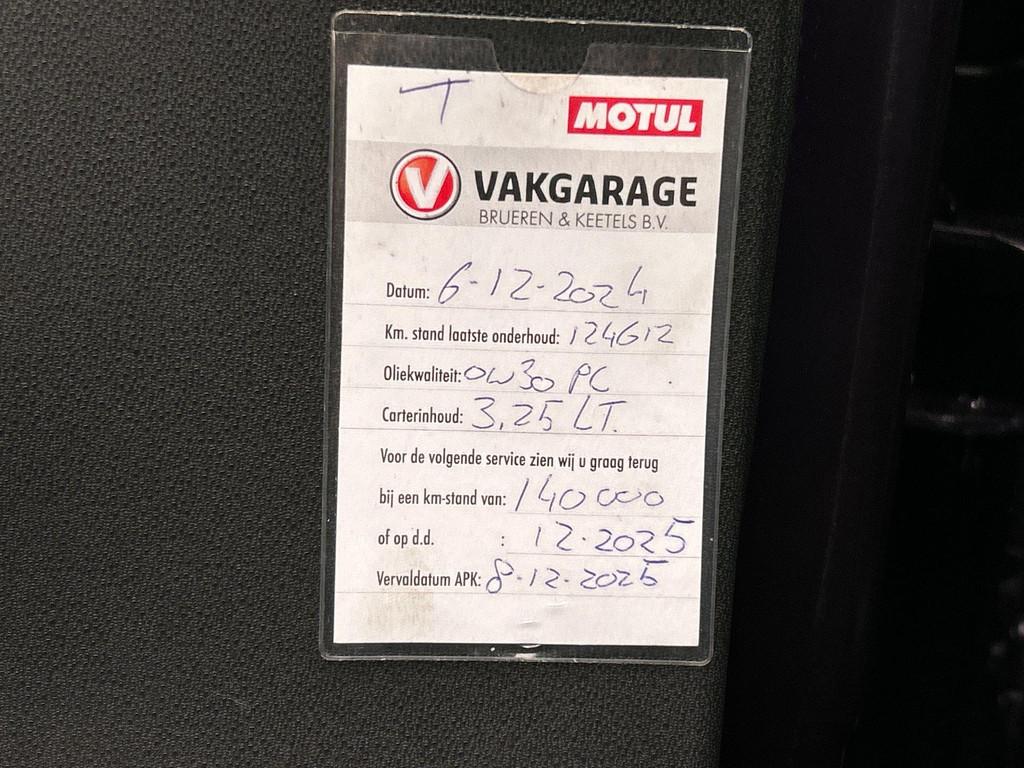 T
MOTUL
V VAKGARAGE
BRUEREN & KEETELS B.V.
Datum: 6-12-2024
Km. stand laatste onderhoud: 124612
Oliekwaliteit: 0W30 PC
Carterinhoud: 3,25 LT.
Voor de volgende service zien wij u graag terug
bij een km-stand van: 140000
of op d.d. : 12-2025
Vervaldatum APK: 8-12-2025